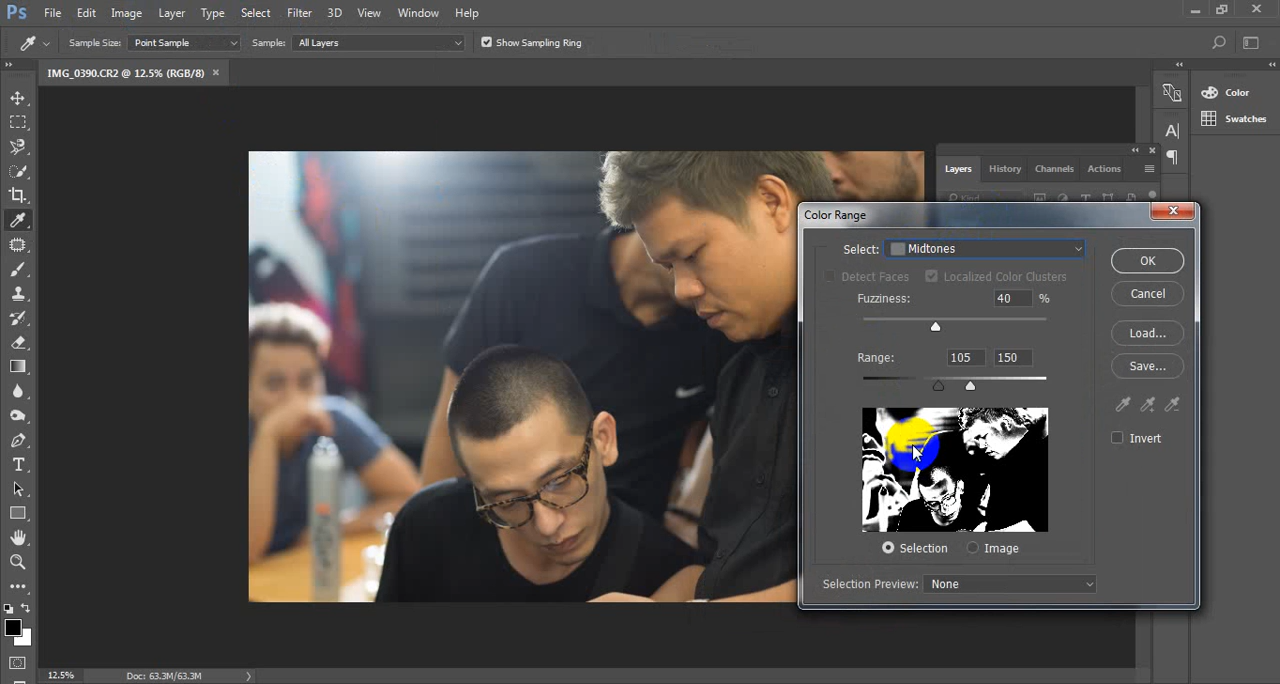 Ps File Edit Image Layer Type Select Filter 3D View Window Help
Sample Size: Point Sample Sample: All Layers Show Sampling Ring
IMG_0390.CR2 @ 12.5% (RGB/8) ×
Color
Swatches
Layers History Channels Actions
Kind
Color Range
Select: Midtones
OK
Detect Faces Localized Color Clusters
Fuzziness: 40 %
Cancel
Load...
Range: 105 150
Save...
Invert
Selection Image
Selection Preview: None
12.5% Doc: 63.3M/63.3M